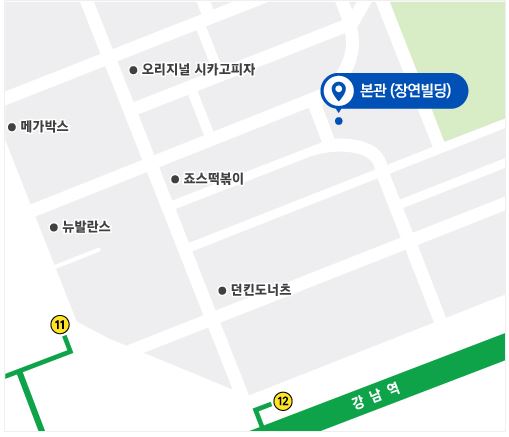 오리지널 시카고피자
본관 (장연빌딩)
메가박스
죠스떡볶이
뉴발란스
던킨도너츠
11
12
강남역